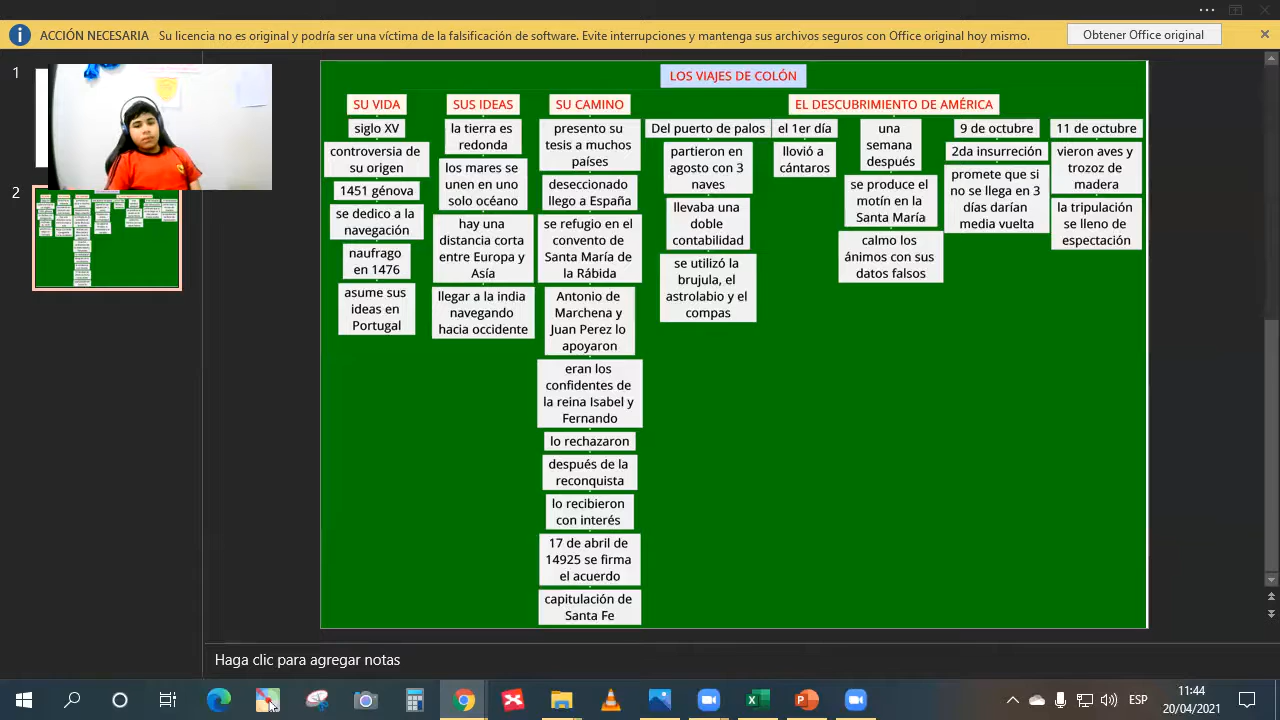 ACCIÓN NECESARIA Su licencia no es original y podría ser una víctima de la falsificación de software. Evite interrupciones y mantenga sus archivos seguros con Office original hoy mismo. Obtener Office original
1
2
LOS VIAJES DE COLÓN
SU VIDA
siglo XV
controversia de
su origen
1451 génova
se dedico a la
navegación
naufrago
en 1476
asume sus
ideas en
Portugal
SUS IDEAS
la tierra es
redonda
los mares se
unen en uno
solo océano
hay una
distancia corta
entre Europa y
Asía
llegar a la india
navegando
hacia occidente
SU CAMINO
presento su
tesis a muchos
países
deseccionado
llego a España
se refugio en el
convento de
Santa María de
la Rábida
Antonio de
Marchena y
Juan Perez lo
apoyaron
eran los
confidentes de
la reina Isabel y
Fernando
lo rechazaron
después de la
reconquista
lo recibieron
con interés
17 de abril de
14925 se firma
el acuerdo
capitulación de
Santa Fe
EL DESCUBRIMIENTO DE AMÉRICA
Del puerto de palos
partieron en
agosto con 3
naves
llevaba una
doble
contabilidad
se utilizó la
brujula, el
astrolabio y el
compas
el 1er día
llovió a
cántaros
una
semana
después
se produce el
motín en la
Santa María
calmo los
ánimos con sus
datos falsos
9 de octubre
2da insurreción
promete que si
no se llega en 3
días darían
media vuelta
11 de octubre
vieron aves y
trozoz de
madera
la tripulación
se lleno de
espectación
Haga clic para agregar notas
ESP
11:44
20/04/2021